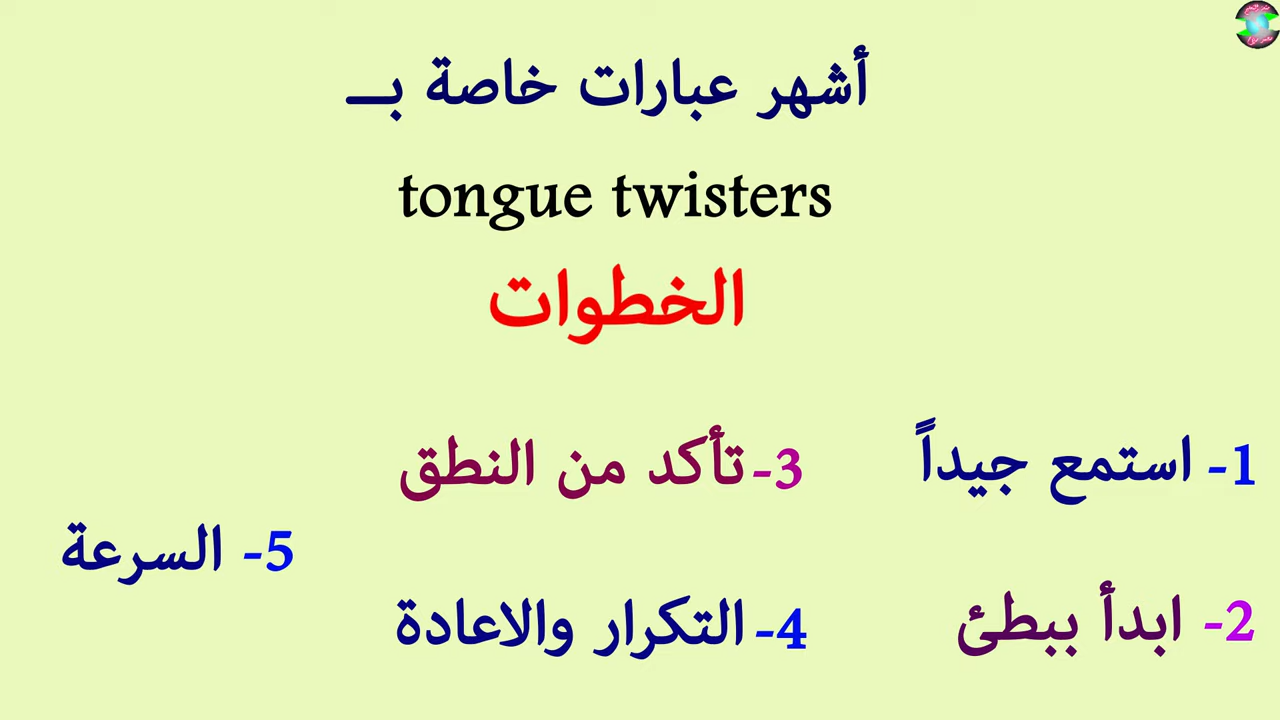 أشهر عبارات خاصة بـــ
tongue twisters
الخطوات
1- استمع جيداً
2- ابدأ ببطئ
3- تأكد من النطق
4- التكرار والاعادة
5- السرعة